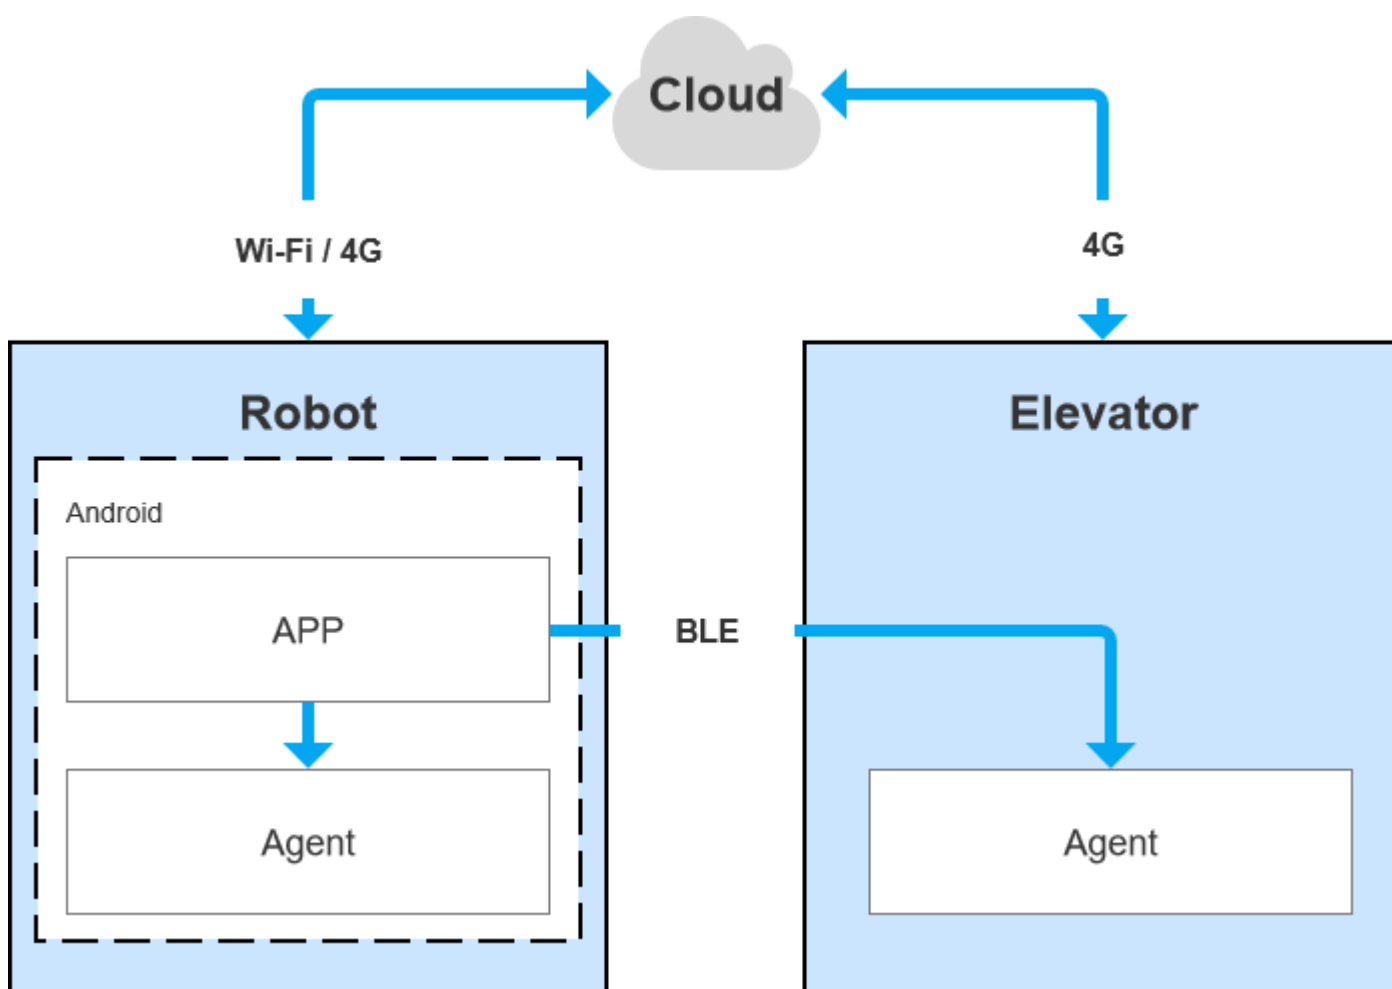 Cloud
Wi-Fi / 4G
4G
Robot
Elevator
Android
APP
BLE
Agent
Agent